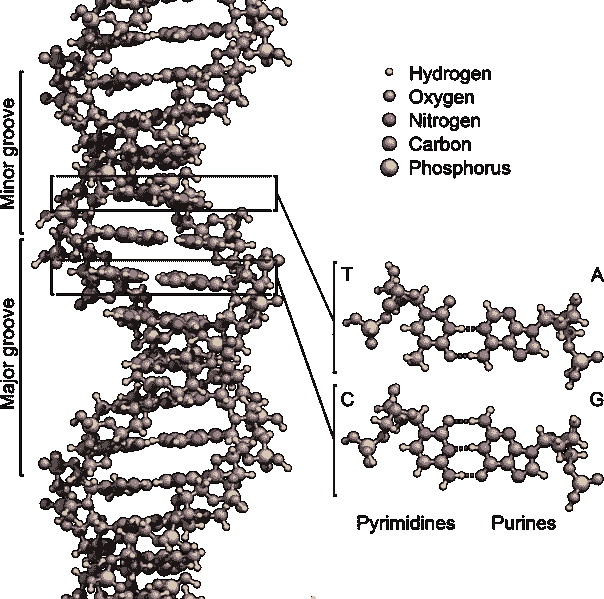 Hydrogen
Oxygen
Nitrogen
Carbon
Phosphorus
Minor groove
Major groove
T A
C G
Pyrimidines Purines